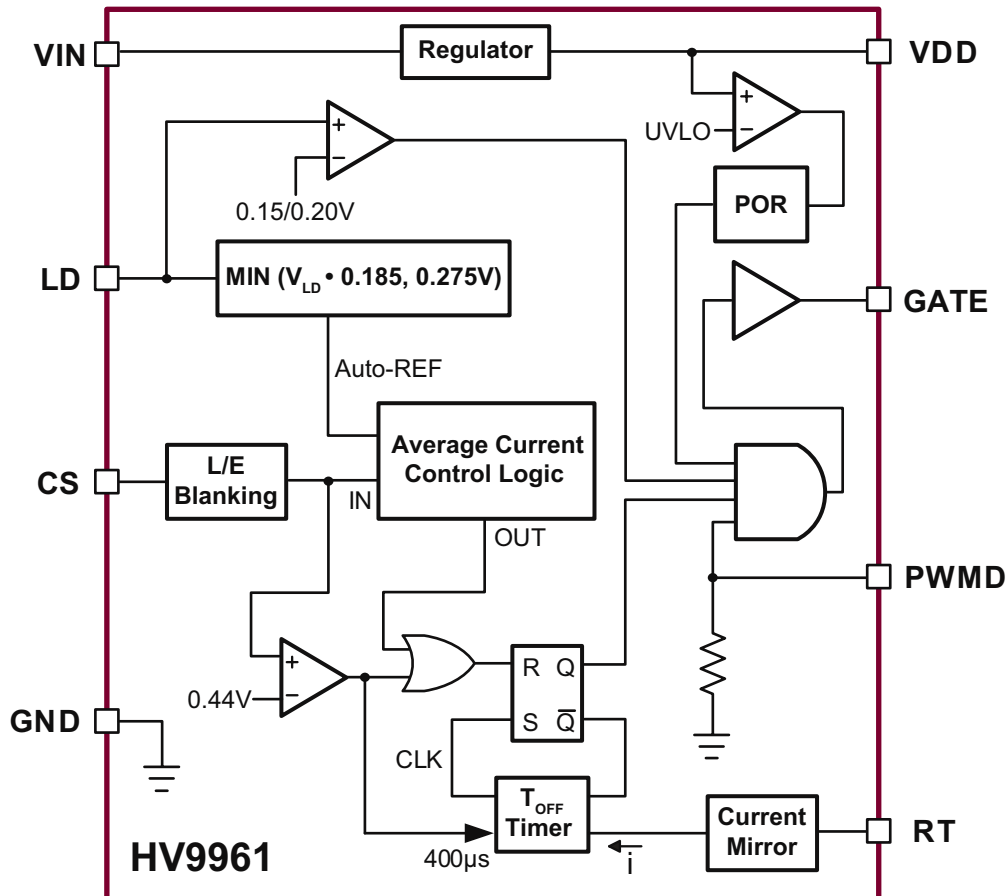 VIN
Regulator
VDD
+
−
UVLO
+
−
0.15/0.20V
POR
LD
MIN (VLD • 0.185, 0.275V)
GATE
Auto-REF
Average Current
Control Logic
L/E
Blanking
CS
IN
OUT
PWMD
+
−
0.44V
R Q
S Q̅
GND
CLK
TOFF
Timer
Current
Mirror
RT
400µs
i
HV9961